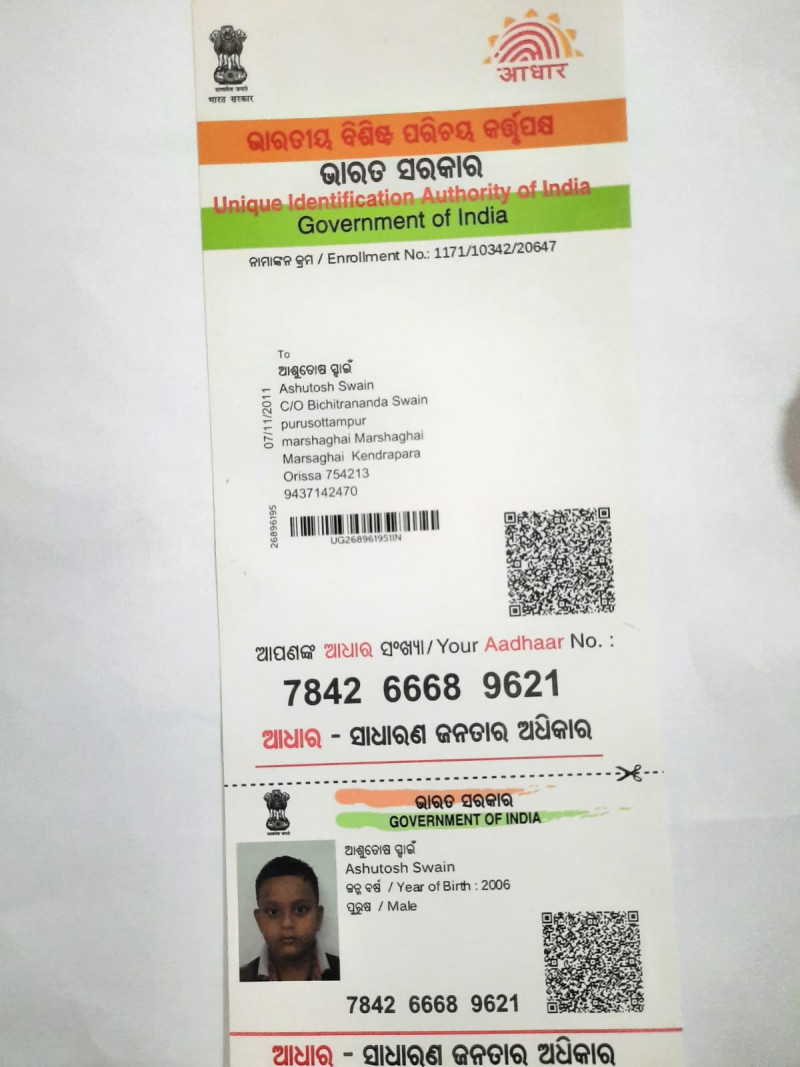 सत्यमेव जयते
भारत सरकार
आधार
ଭାରତୀୟ ବିଶିଷ୍ଟ ପରିଚୟ କର୍ତ୍ତୃପକ୍ଷ
ଭାରତ ସରକାର
Unique Identification Authority of India
Government of India
ନାମାଙ୍କନ କ୍ରମ / Enrollment No.: 1171/10342/20647
07/11/2011
To
ଆଶୁତୋଷ ସ୍ବାଇଁ
Ashutosh Swain
C/O Bichitrananda Swain
purusottampur
marshaghai Marshaghai
Marsaghai Kendrapara
Orissa 754213
9437142470
26896195
UG268961951IN
ଆପଣଙ୍କ ଆଧାର ସଂଖ୍ୟା/ Your Aadhaar No. :
7842 6668 9621
ଆଧାର - ସାଧାରଣ ଜନତାର ଅଧିକାର
ଭାରତ ସରକାର
GOVERNMENT OF INDIA
ଆଶୁତୋଷ ସ୍ବାଇଁ
Ashutosh Swain
ଜନ୍ମ ବର୍ଷ / Year of Birth : 2006
ପୁରୁଷ / Male
7842 6668 9621
ଆଧାର - ସାଧାରଣ ଜନତାର ଅଧିକାର